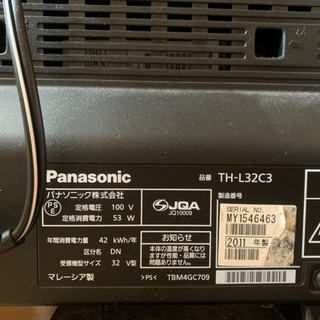 Panasonic
品番 TH-L32C3
パナソニック株式会社
PSE
定格電圧 100 V
定格消費電力 53 W
JQA
JQ10009
製造番号
SERIAL NO.
MY1546463
2011 年製
年間消費電力量 42 kWh/年
区分名 DN
受信機型サイズ 32 V型
お知らせ
本体の温度が高くなり
ますが性能・品質には
問題ありません。
マレーシア製
>PS< TBM4GC709